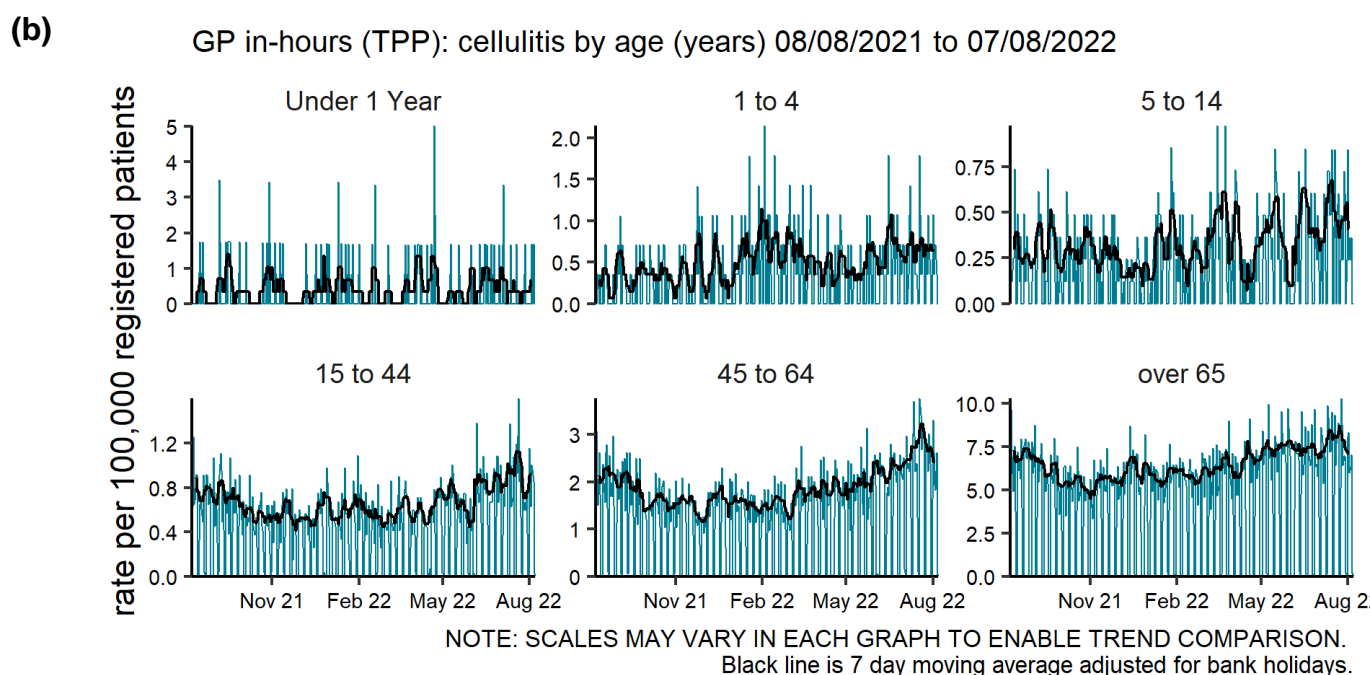 (b)
GP in-hours (TPP): cellulitis by age (years) 08/08/2021 to 07/08/2022
rate per 100,000 registered patients
Under 1 Year
5
4
3
2
1
0
1 to 4
2.0
1.5
1.0
0.5
0.0
5 to 14
0.75
0.50
0.25
0.00
15 to 44
1.2
0.8
0.4
0.0
Nov 21 Feb 22 May 22 Aug 22
45 to 64
3
2
1
0
Nov 21 Feb 22 May 22 Aug 22
over 65
10.0
7.5
5.0
2.5
0.0
Nov 21 Feb 22 May 22 Aug 2
NOTE: SCALES MAY VARY IN EACH GRAPH TO ENABLE TREND COMPARISON.
Black line is 7 day moving average adjusted for bank holidays.